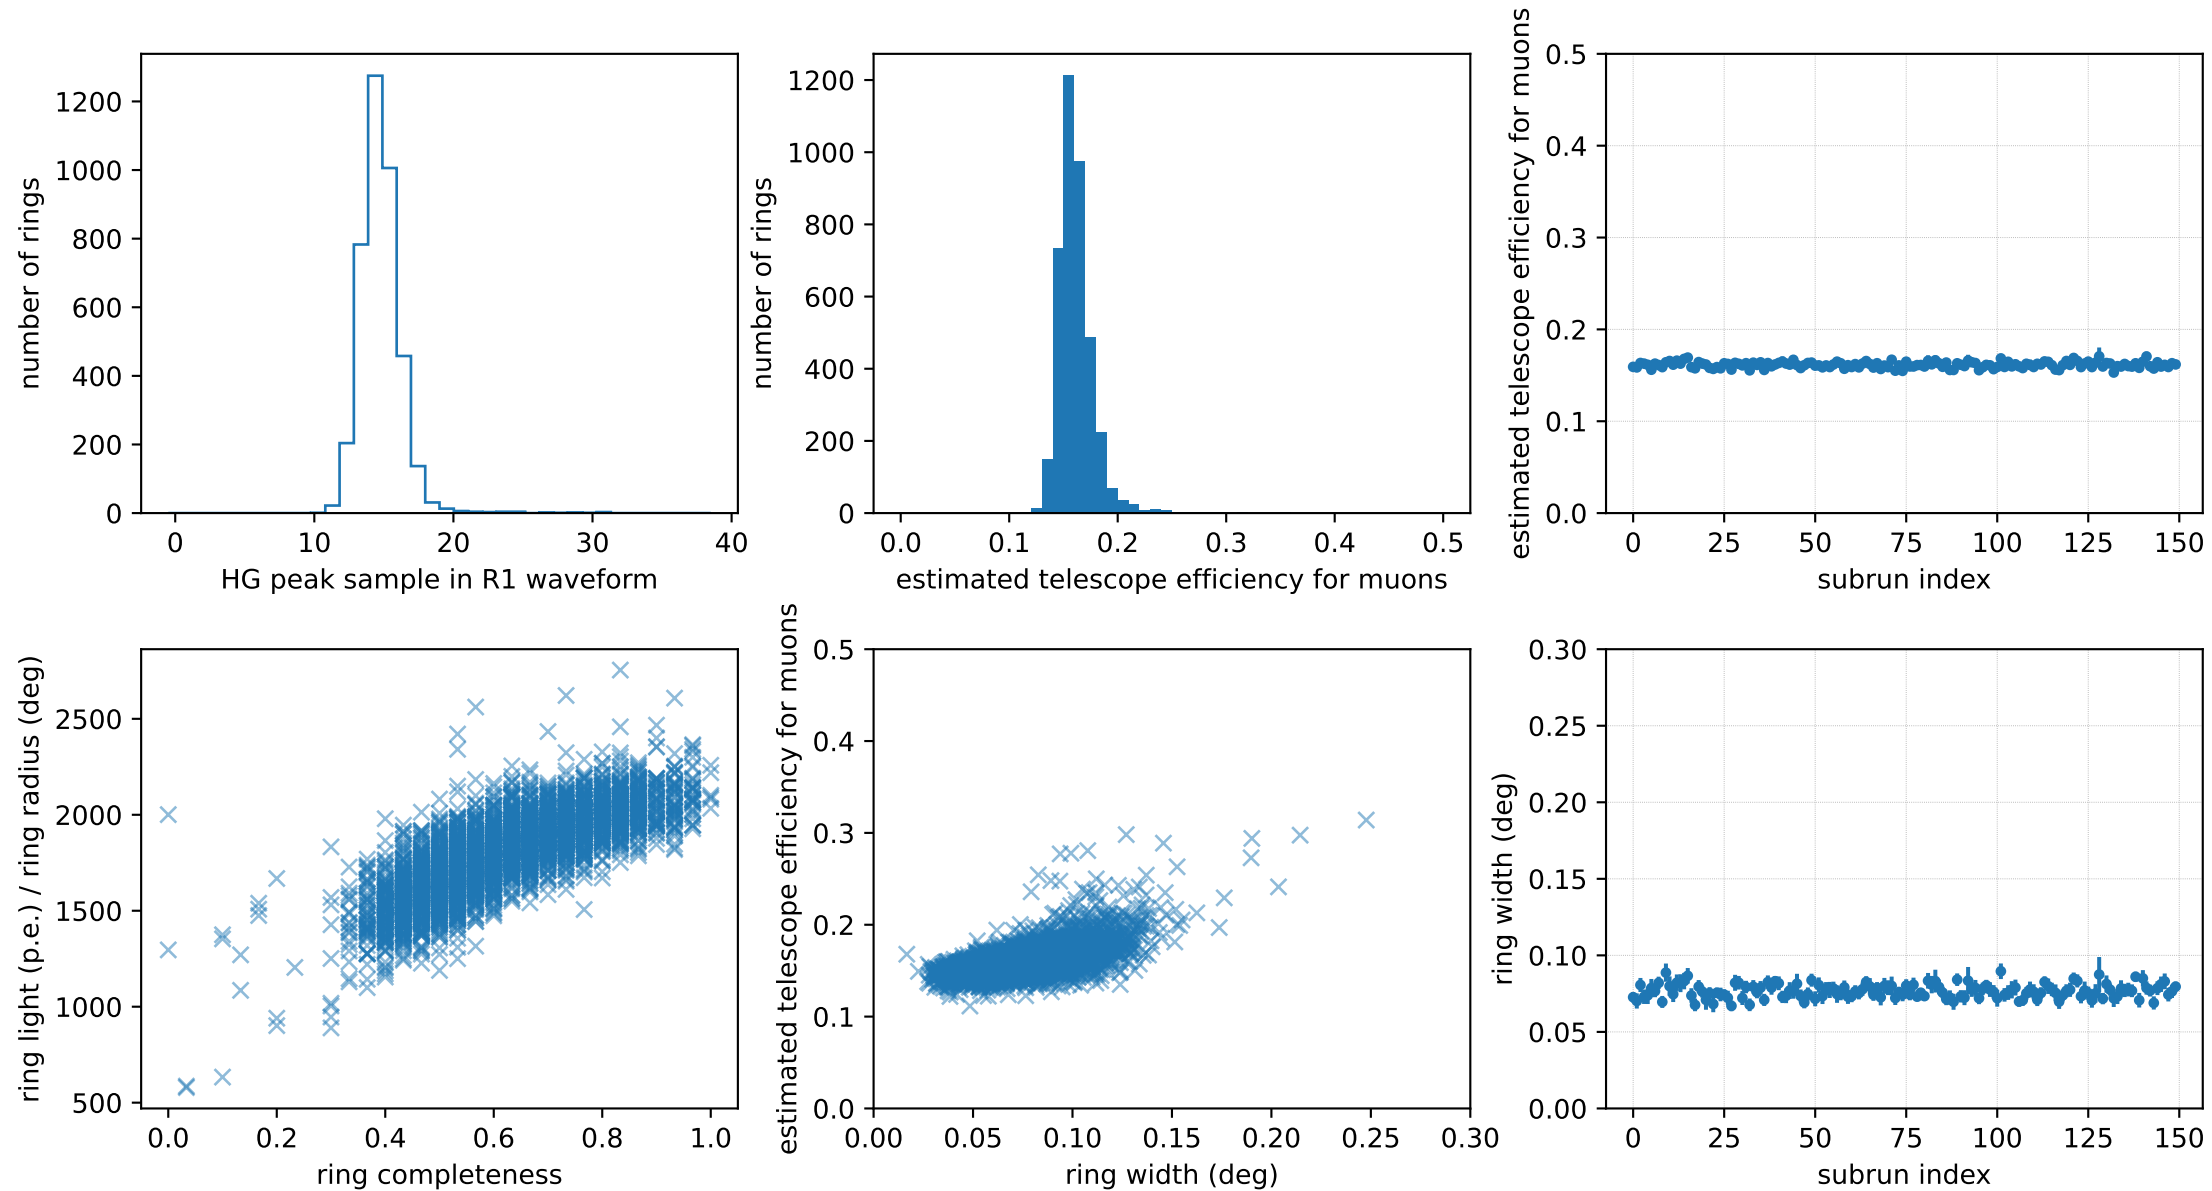 number of rings
1200
1000
800
600
400
200
0
0 10 20 30 40
HG peak sample in R1 waveform
number of rings
1200
1000
800
600
400
200
0
0.0 0.1 0.2 0.3 0.4 0.5
estimated telescope efficiency for muons
estimated telescope efficiency for muons
0.5
0.4
0.3
0.2
0.1
0.0
0 25 50 75 100 125 150
subrun index
ring light (p.e.) / ring radius (deg)
2500
2000
1500
1000
500
0.0 0.2 0.4 0.6 0.8 1.0
ring completeness
estimated telescope efficiency for muons
0.5
0.4
0.3
0.2
0.1
0.0
0.00 0.05 0.10 0.15 0.20 0.25 0.30
ring width (deg)
ring width (deg)
0.30
0.25
0.20
0.15
0.10
0.05
0.00
0 25 50 75 100 125 150
subrun index